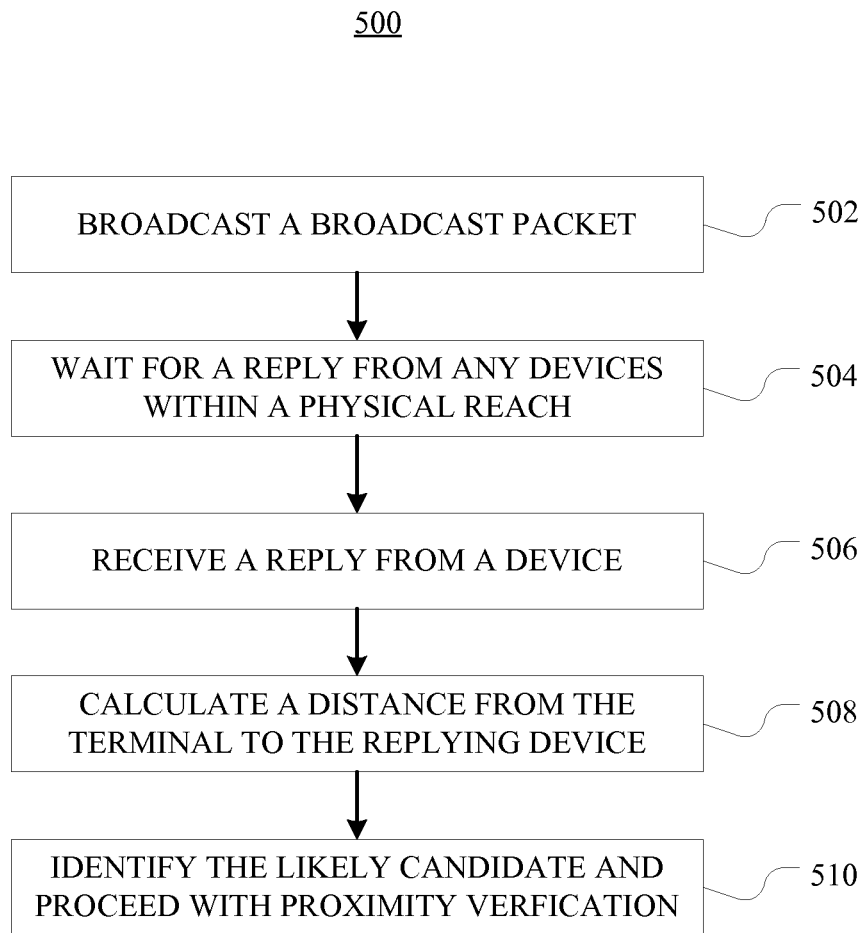 500
BROADCAST A BROADCAST PACKET
502
WAIT FOR A REPLY FROM ANY DEVICES
WITHIN A PHYSICAL REACH
504
RECEIVE A REPLY FROM A DEVICE
506
CALCULATE A DISTANCE FROM THE
TERMINAL TO THE REPLYING DEVICE
508
IDENTIFY THE LIKELY CANDIDATE AND
PROCEED WITH PROXIMITY VERFICATION
510